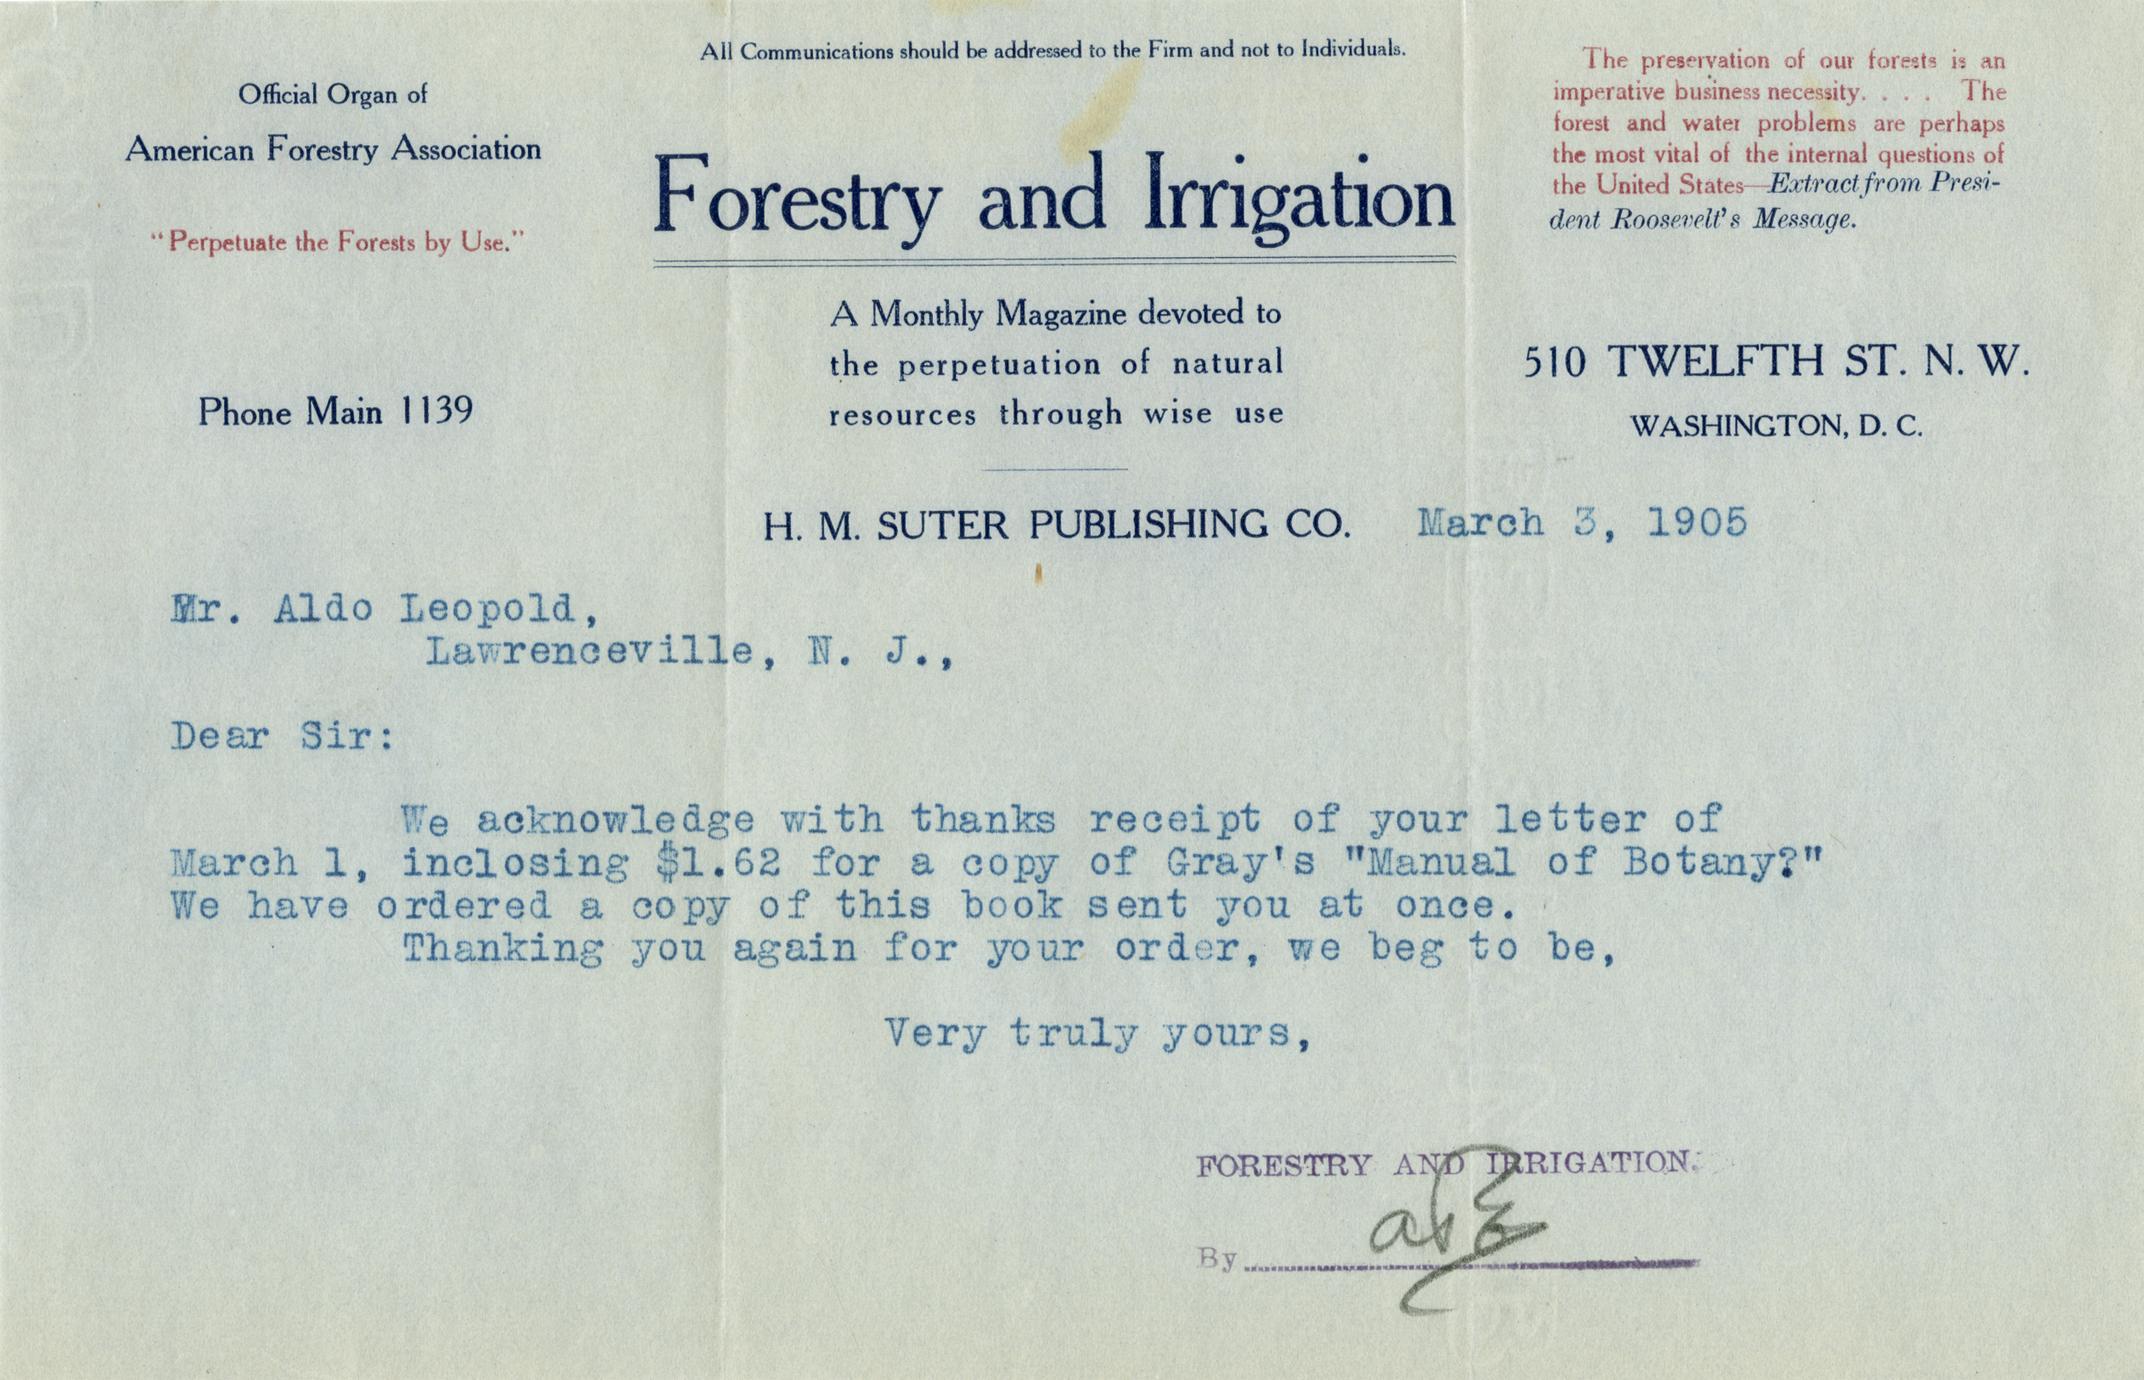 All Communications should be addressed to the Firm and not to Individuals.
Official Organ of
American Forestry Association
"Perpetuate the Forests by Use."
Phone Main 1139
Forestry and Irrigation
A Monthly Magazine devoted to
the perpetuation of natural
resources through wise use
The preservation of our forests is an
imperative business necessity. . . . The
forest and water problems are perhaps
the most vital of the internal questions of
the United States—Extract from Presi-
dent Roosevelt's Message.
510 TWELFTH ST. N. W.
WASHINGTON, D. C.
H. M. SUTER PUBLISHING CO. March 3, 1905
Mr. Aldo Leopold,
Lawrenceville, N. J.,
Dear Sir:
We acknowledge with thanks receipt of your letter of
March 1, inclosing $1.62 for a copy of Gray's "Manual of Botany?"
We have ordered a copy of this book sent you at once.
Thanking you again for your order, we beg to be,
Very truly yours,
FORESTRY AND IRRIGATION.
By